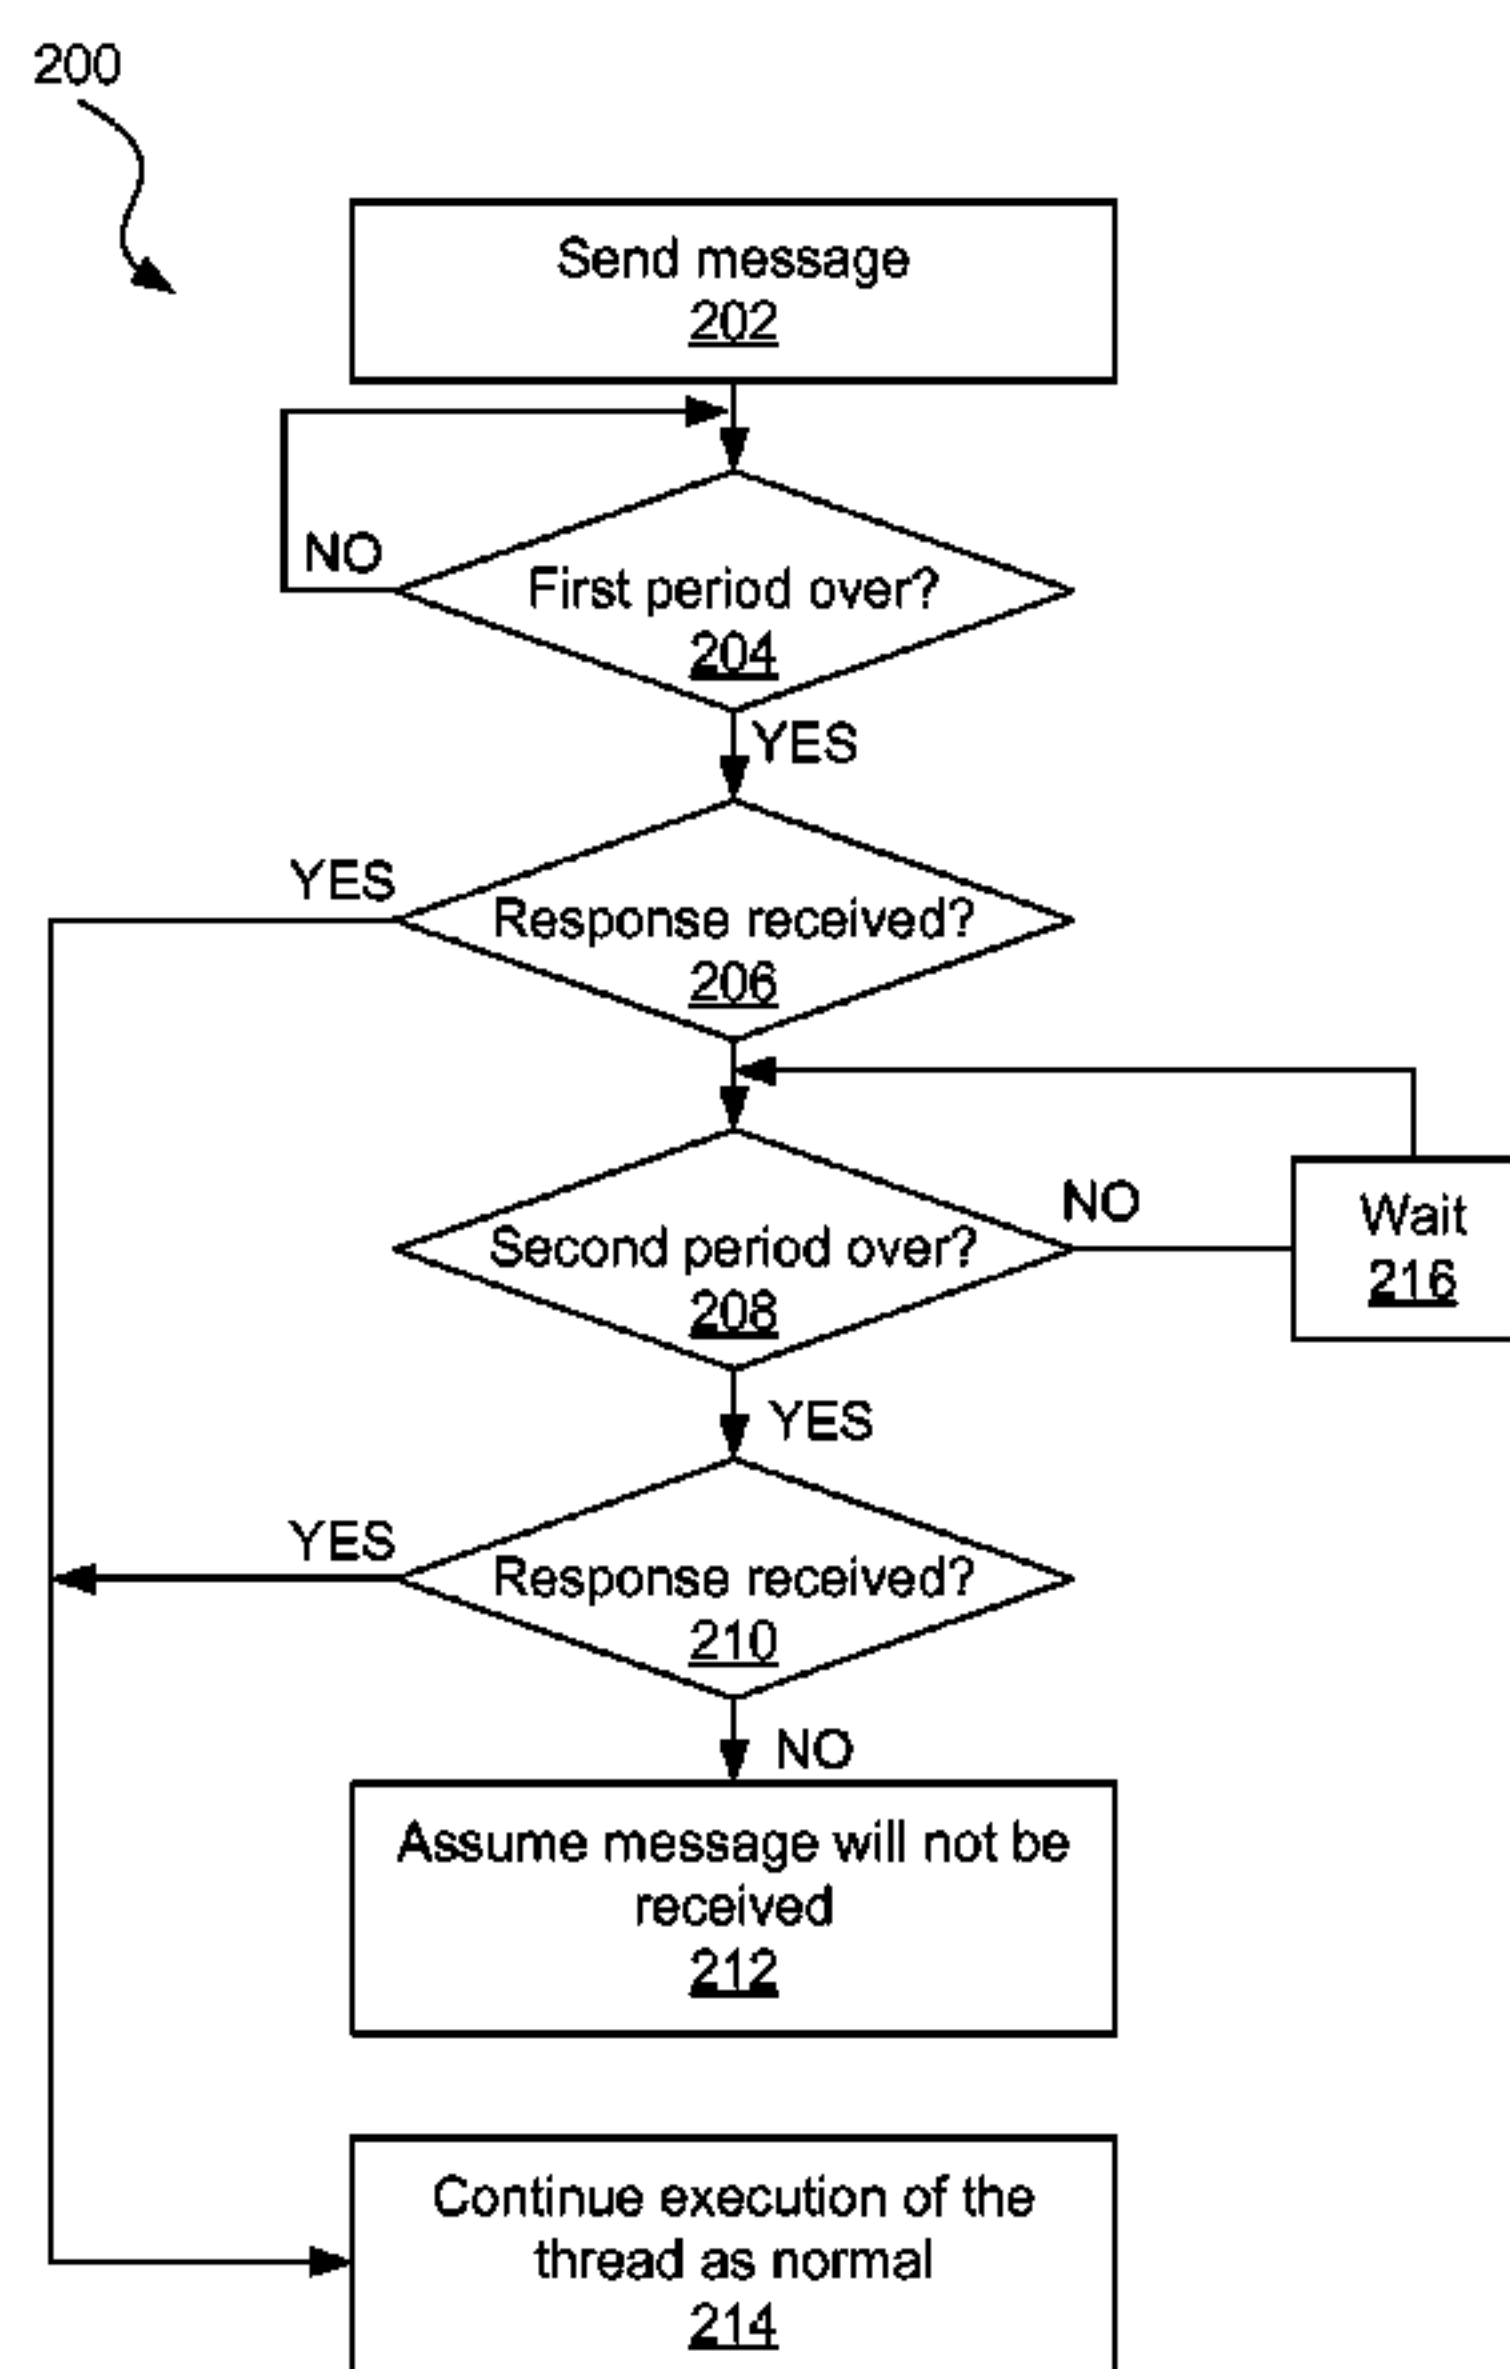 200
Send message
202
NO
First period over?
204
YES
YES
Response received?
206
Second period over?
208
NO
Wait
216
YES
YES
Response received?
210
NO
Assume message will not be
received
212
Continue execution of the
thread as normal
214